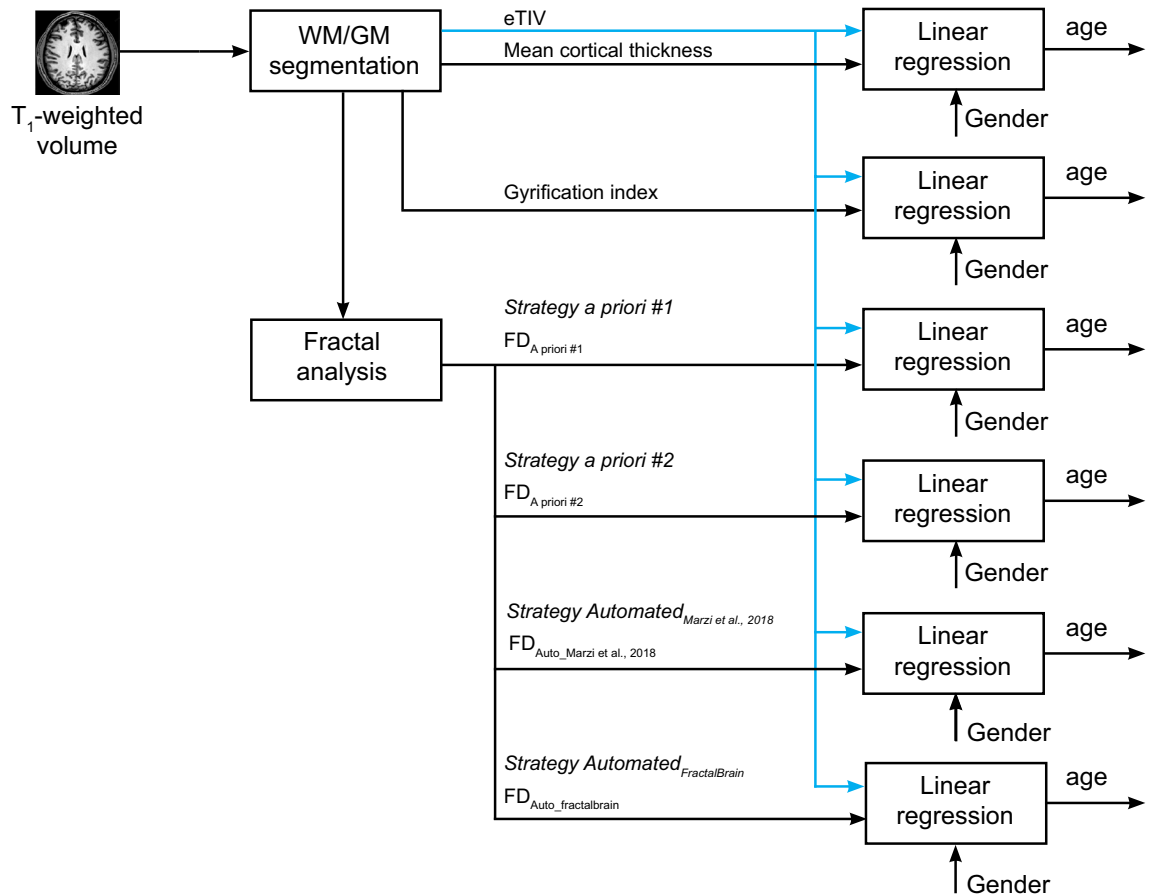 T1-weighted
volume
WM/GM
segmentation
eTIV
Mean cortical thickness
Linear
regression
age
Gender
Gyrification index
Linear
regression
age
Gender
Fractal
analysis
Strategy a priori #1
FDA priori #1
Linear
regression
age
Gender
Strategy a priori #2
FDA priori #2
Linear
regression
age
Gender
Strategy AutomatedMarzi et al., 2018
FDAuto_Marzi et al., 2018
Linear
regression
age
Gender
Strategy AutomatedFractalBrain
FDAuto_fractalbrain
Linear
regression
age
Gender